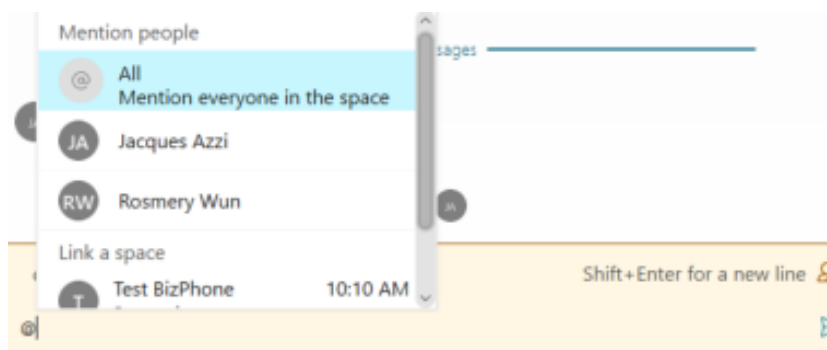 Mention people
sages
@
All
Mention everyone in the space
JA
Jacques Azzi
RW
Rosmery Wun
JA
Link a space
T
Test BizPhone
10:10 AM
Shift+Enter for a new line
@